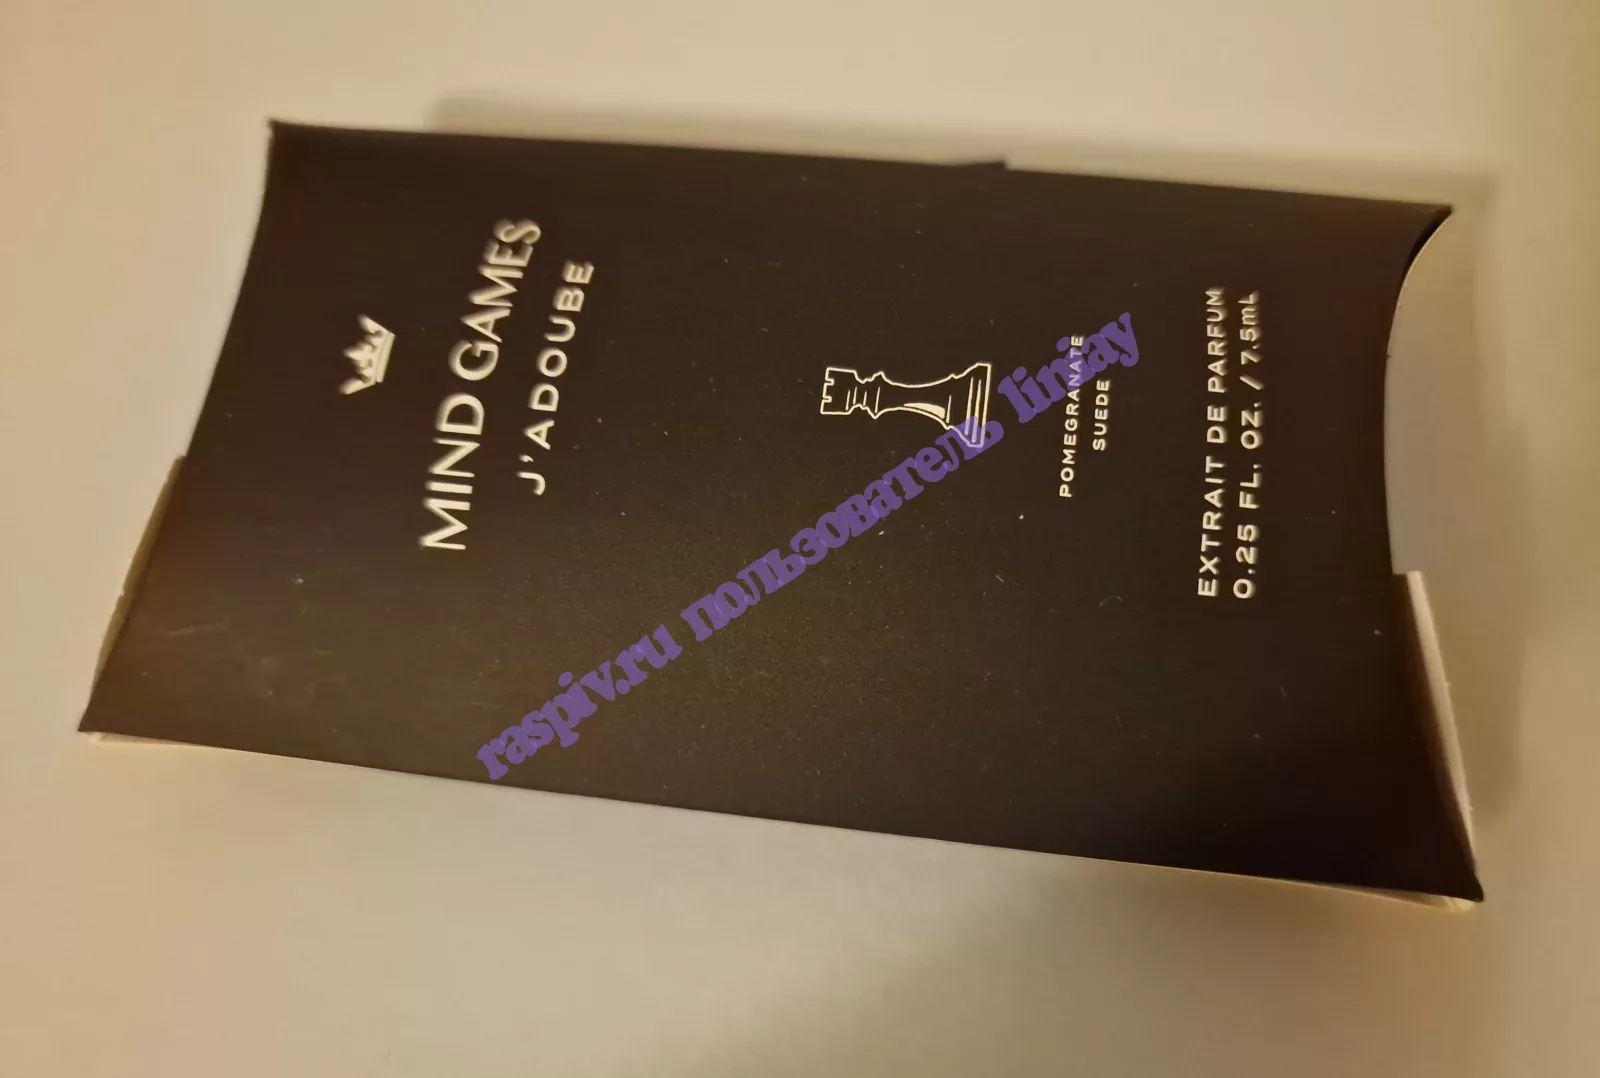 MIND GAMES
J'ADOUBE
POMEGRANATE
SUEDE
EXTRAIT DE PARFUM
0.25 FL. OZ. / 7.5mL
raspiv.ru пользователь liniay